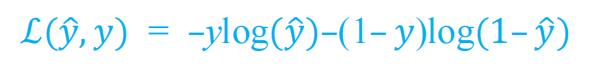 ℒ(ŷ, y) = –ylog(ŷ)–(1– y)log(1– ŷ)